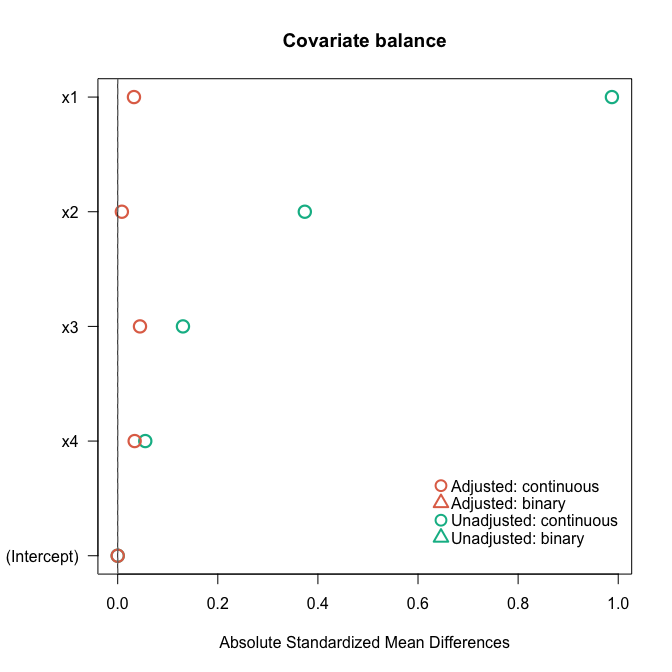 Covariate balance
x1
x2
x3
x4
(Intercept)
Adjusted: continuous
Adjusted: binary
Unadjusted: continuous
Unadjusted: binary
0.0 0.2 0.4 0.6 0.8 1.0
Absolute Standardized Mean Differences